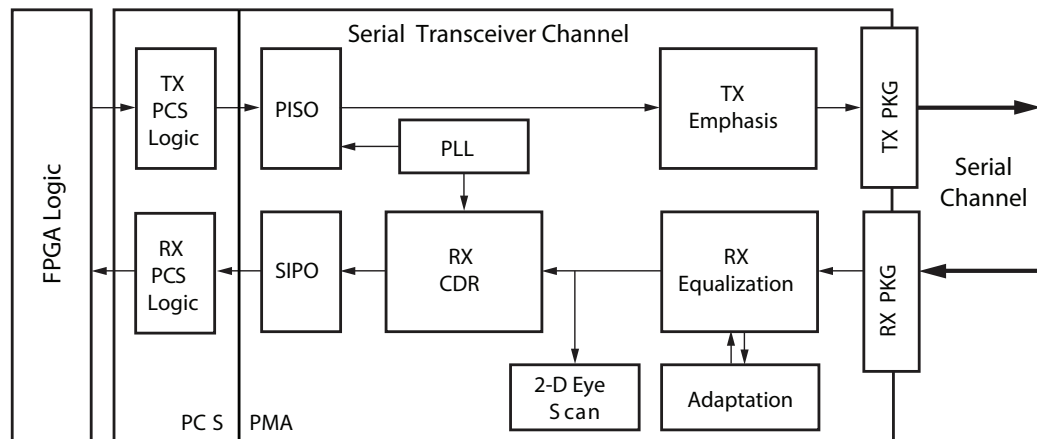 Serial Transceiver Channel
FPGA Logic
TX
PCS
Logic
PISO
PLL
TX
Emphasis
TX PKG
Serial
Channel
RX
PCS
Logic
SIPO
RX
CDR
RX
Equalization
RX PKG
2-D Eye
S can
Adaptation
PC S
PMA